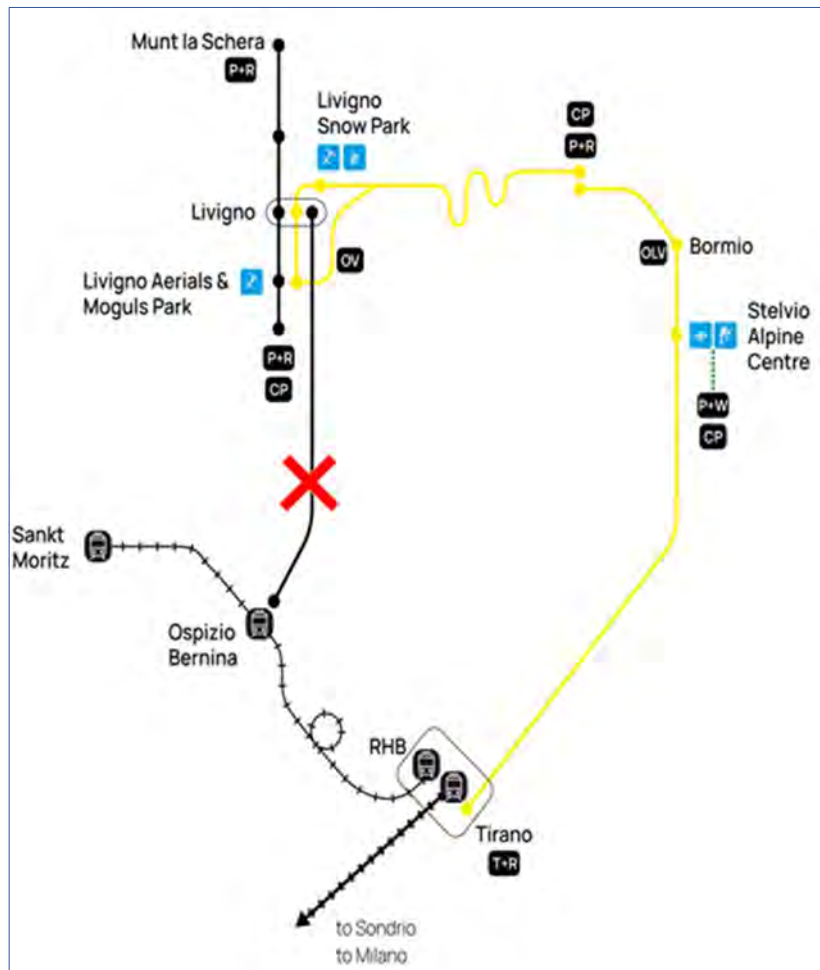 Munt la Schera
P+R
Livigno
Snow Park
CP
P+R
Livigno
OV
OLV
Bormio
Livigno Aerials &
Moguls Park
Stelvio
Alpine
Centre
P+R
CP
P+W
CP
Sankt
Moritz
Ospizio
Bernina
RHB
Tirano
T+R
to Sondrio
to Milano